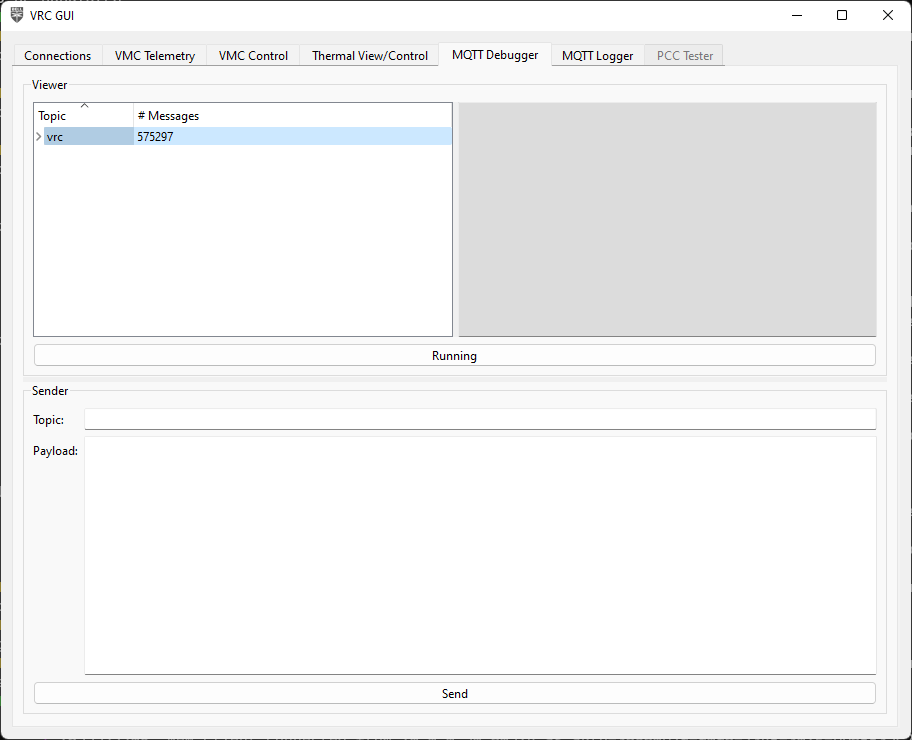 VRC GUI
Connections VMC Telemetry VMC Control Thermal View/Control MQTT Debugger MQTT Logger PCC Tester
Viewer
Topic # Messages
vrc 575297
Running
Sender
Topic:
Payload:
Send